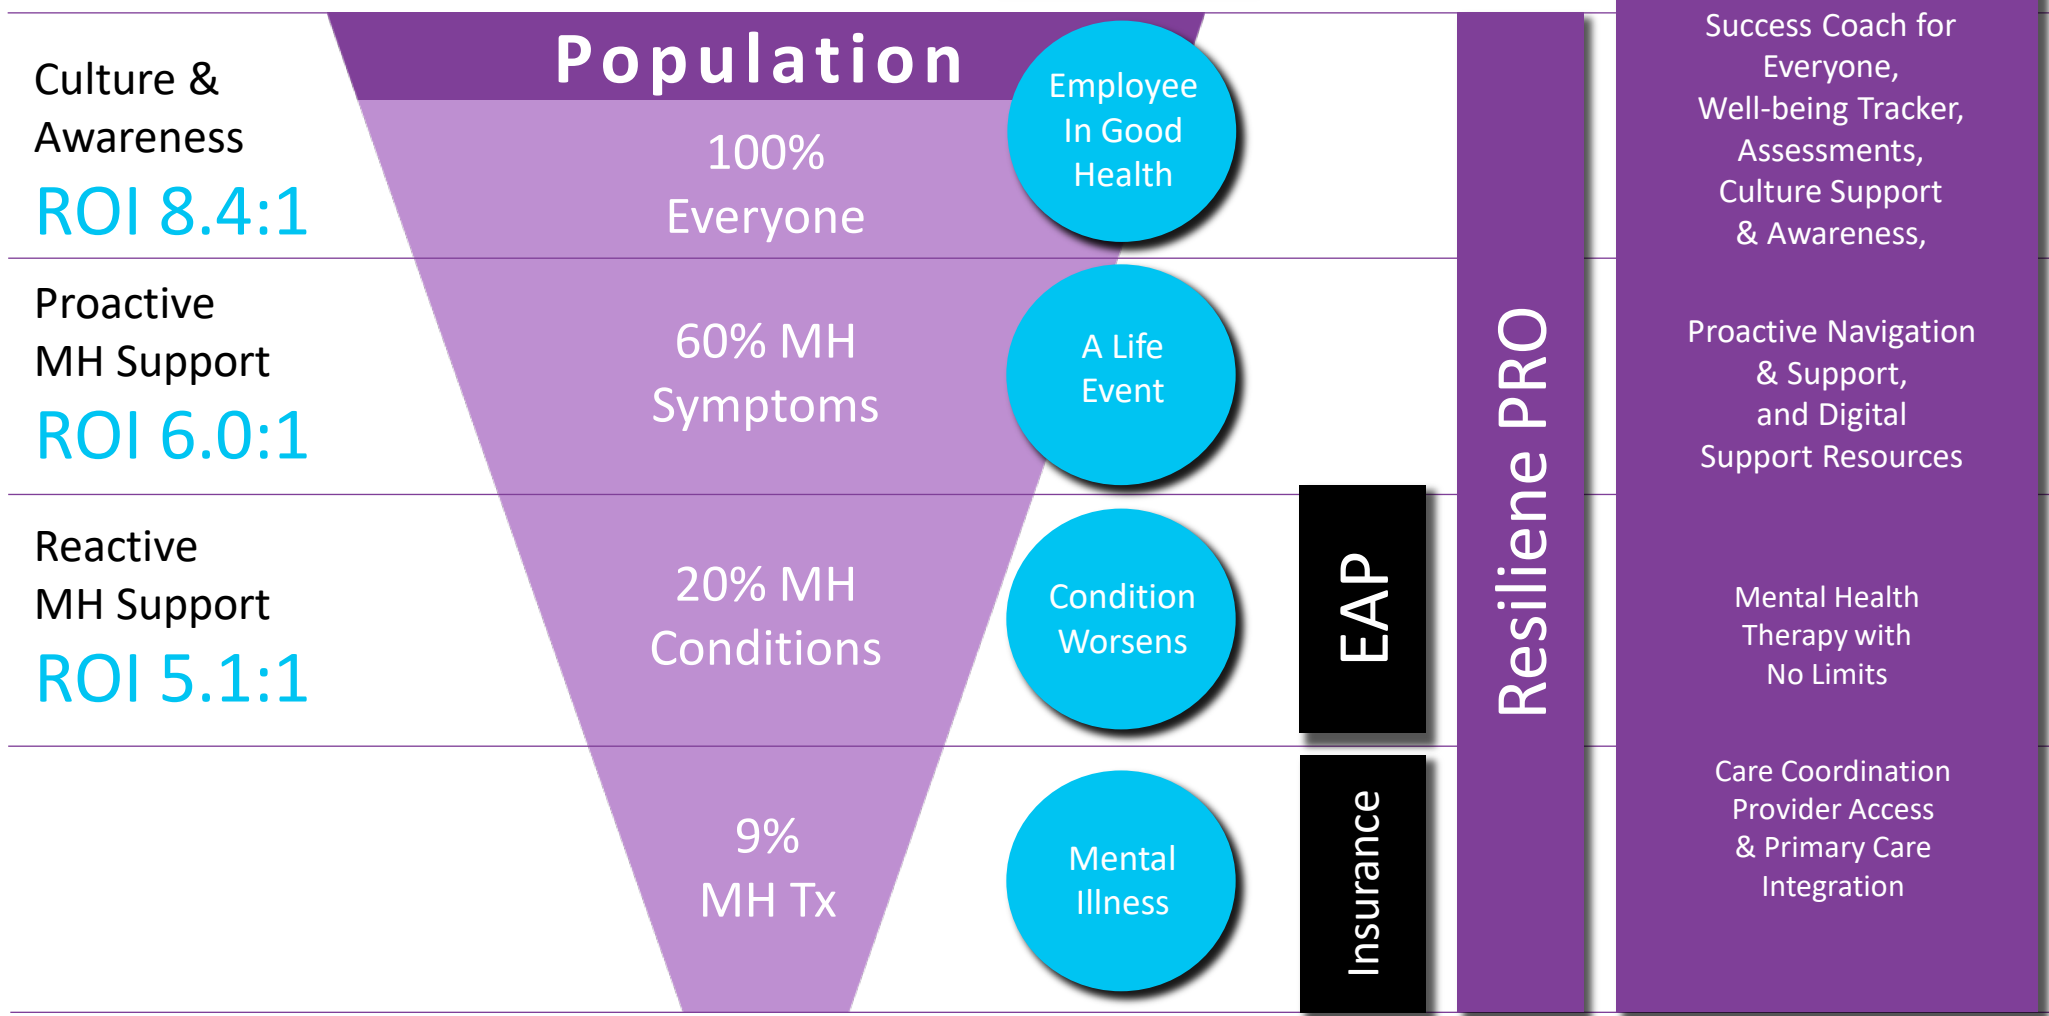 Population
Culture &
Awareness
ROI 8.4:1
100%
Everyone
Employee
In Good
Health
Success Coach for
Everyone,
Well-being Tracker,
Assessments,
Culture Support
& Awareness,
Proactive
MH Support
ROI 6.0:1
60% MH
Symptoms
A Life
Event
Proactive Navigation
& Support,
and Digital
Support Resources
Reactive
MH Support
ROI 5.1:1
20% MH
Conditions
Condition
Worsens
EAP
Resiliene PRO
Mental Health
Therapy with
No Limits
9%
MH Tx
Mental
Illness
Insurance
Care Coordination
Provider Access
& Primary Care
Integration